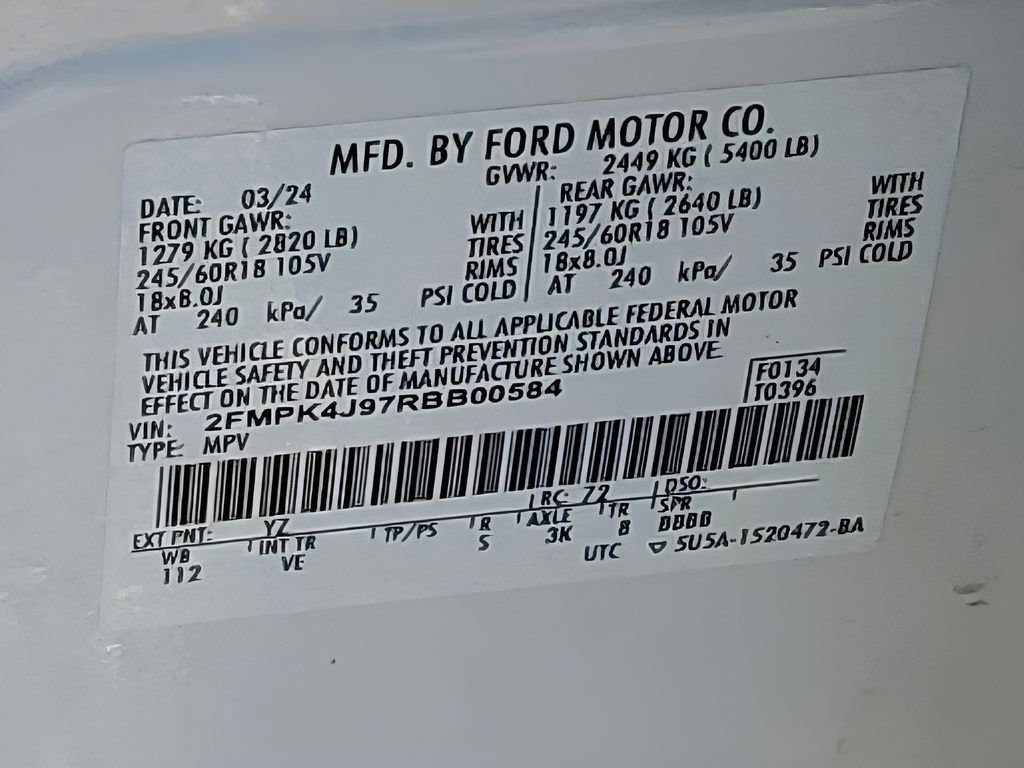 MFD. BY FORD MOTOR CO.
DATE: 03/24
GVWR: 2449 KG ( 5400 LB)
FRONT GAWR:
1279 KG ( 2820 LB) WITH
245/60R18 105V TIRES
18x8.0J RIMS
AT 240 kPa/ 35 PSI COLD
REAR GAWR:
1197 KG ( 2640 LB) WITH
245/60R18 105V TIRES
18x8.0J RIMS
AT 240 kPa/ 35 PSI COLD
THIS VEHICLE CONFORMS TO ALL APPLICABLE FEDERAL MOTOR
VEHICLE SAFETY AND THEFT PREVENTION STANDARDS IN
EFFECT ON THE DATE OF MANUFACTURE SHOWN ABOVE
VIN: 2FMPK4J97RBB00584
F0134
T0396
TYPE: MPV
EXT PNT: YZ RC: 72 DSO:
WB INT TR TP/PS R AXLE TR SPR
112 VE S 3K 8 BBBB
UTC 5U5A-1520472-BA